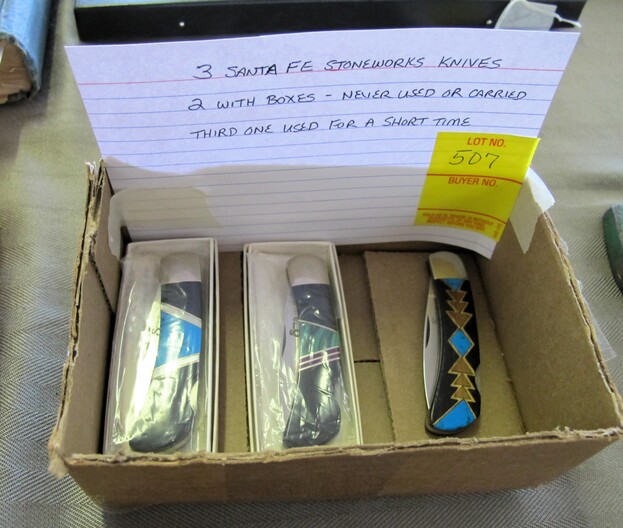 3 SANTA FE STONEWORKS KNIVES
2 WITH BOXES - NEVER USED OR CARRIED
THIRD ONE USED FOR A SHORT TIME
LOT NO.
507
BUYER NO.